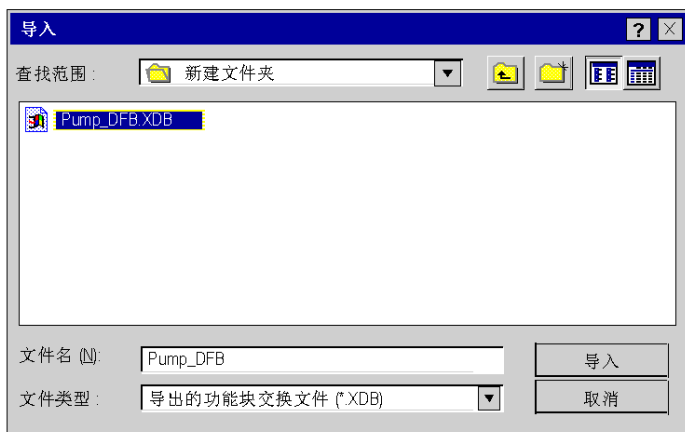 导入
查找范围 : 新建文件夹
Pump_DFB.XDB
文件名 (N): Pump_DFB
导入
文件类型 : 导出的功能块交换文件 (*.XDB)
取消